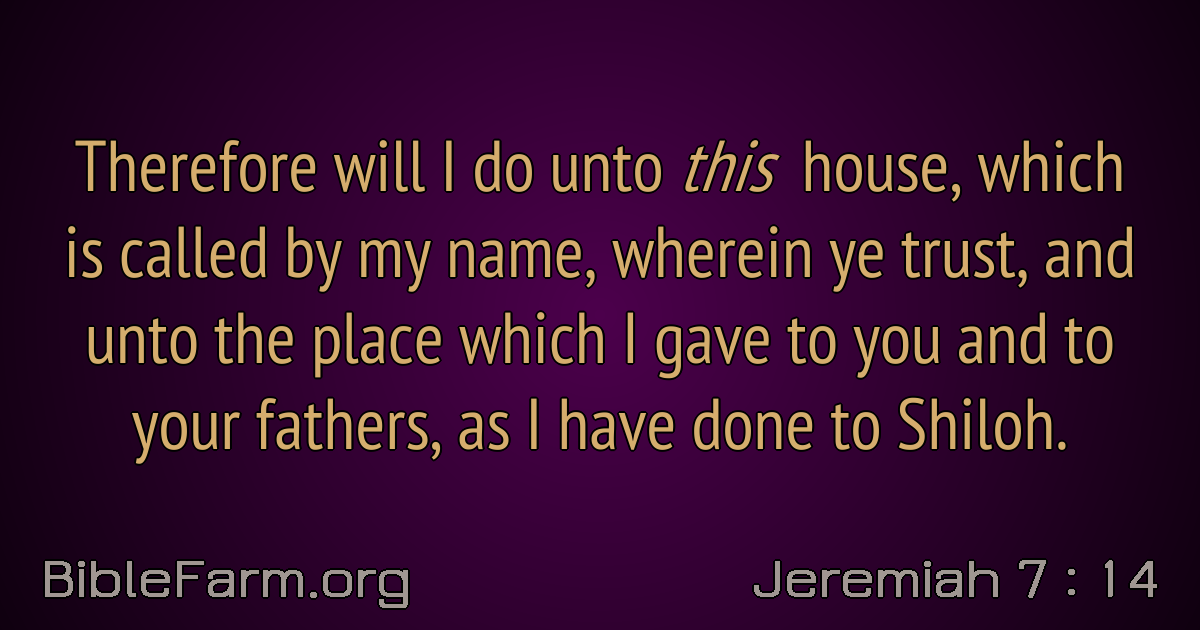 Therefore will I do unto this house, which
is called by my name, wherein ye trust, and
unto the place which I gave to you and to
your fathers, as I have done to Shiloh.
BibleFarm.org
Jeremiah 7 : 14